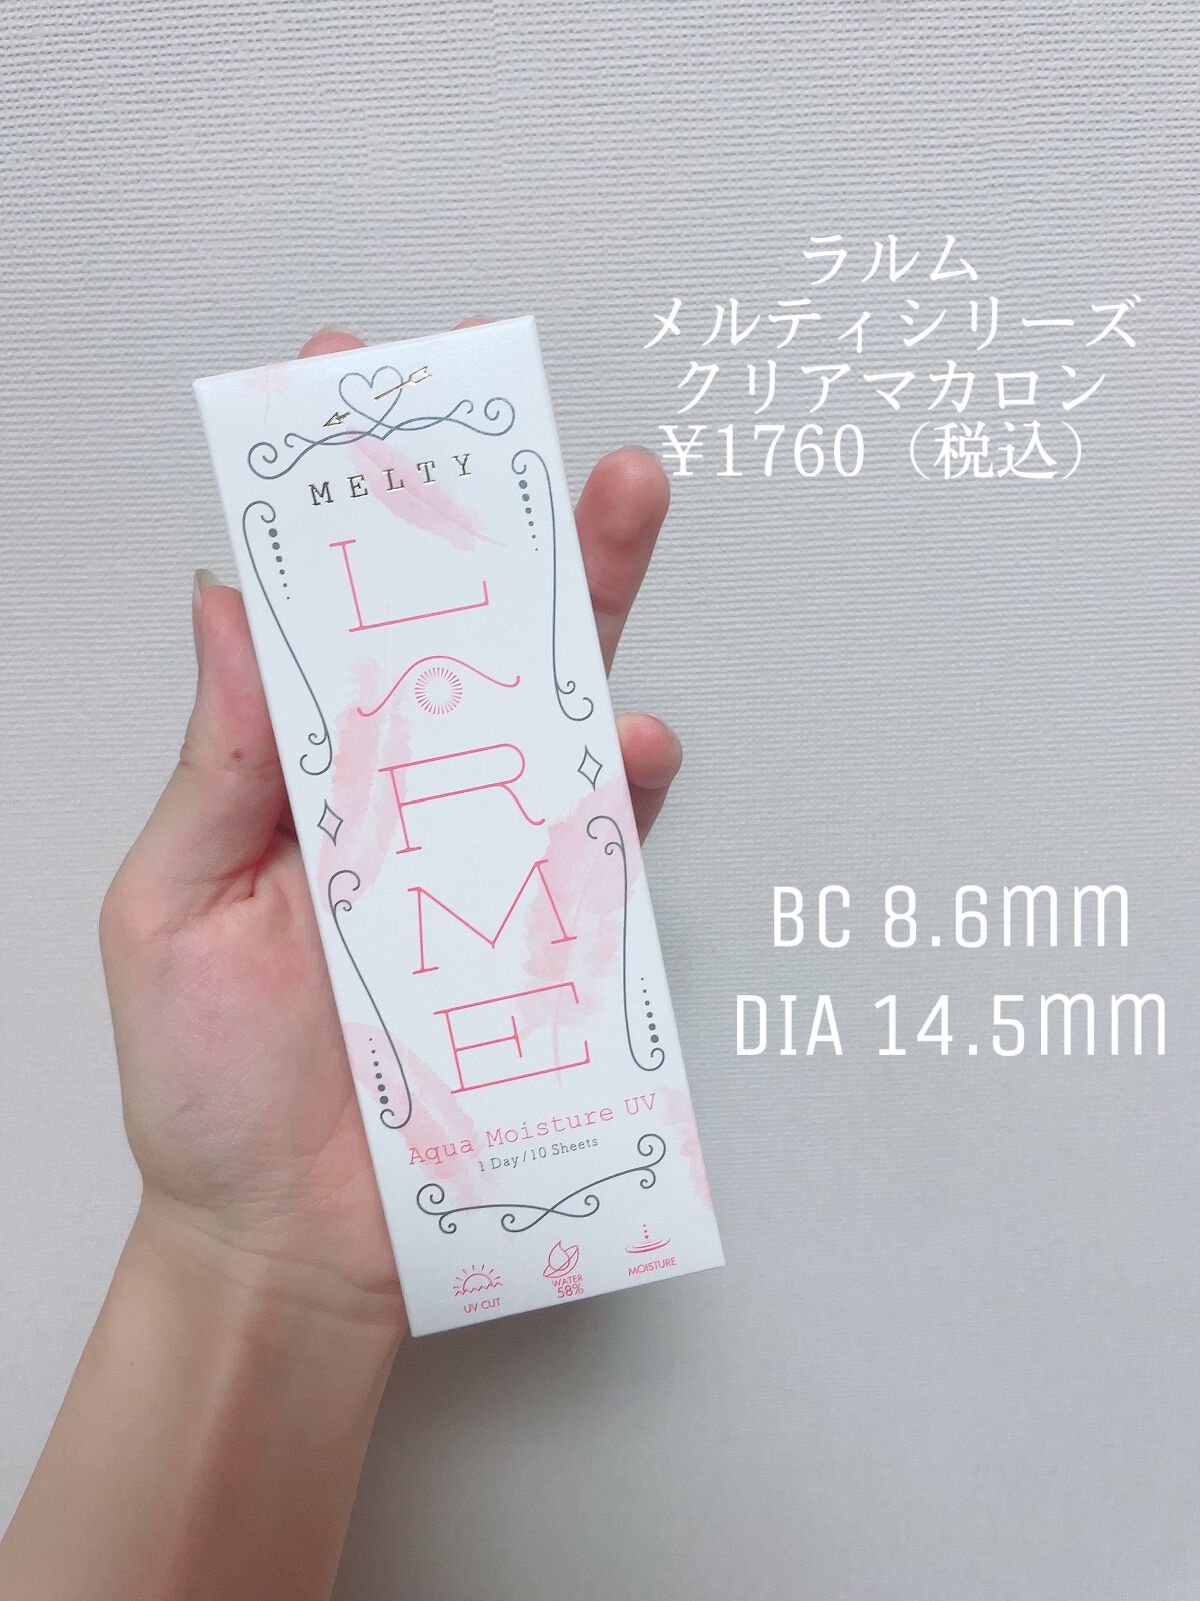 ラルム
メルティシリーズ
クリアマカロン
¥1760（税込）
MELTY
LARME
Aqua Moisture UV
1 Day/10 Sheets
UV CUT
WATER
58%
MOISTURE
BC 8.6mm
DIA 14.5mm